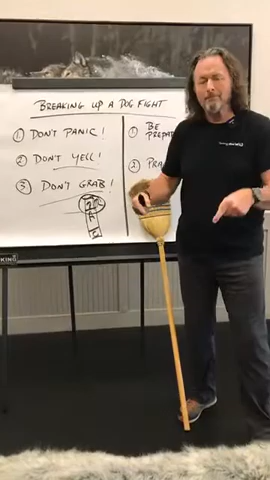 BREAKING UP A DOG FIGHT
① DON'T PANIC!
② DON'T YELL!
③ DON'T GRAB!
① BE PREPA
② PRA